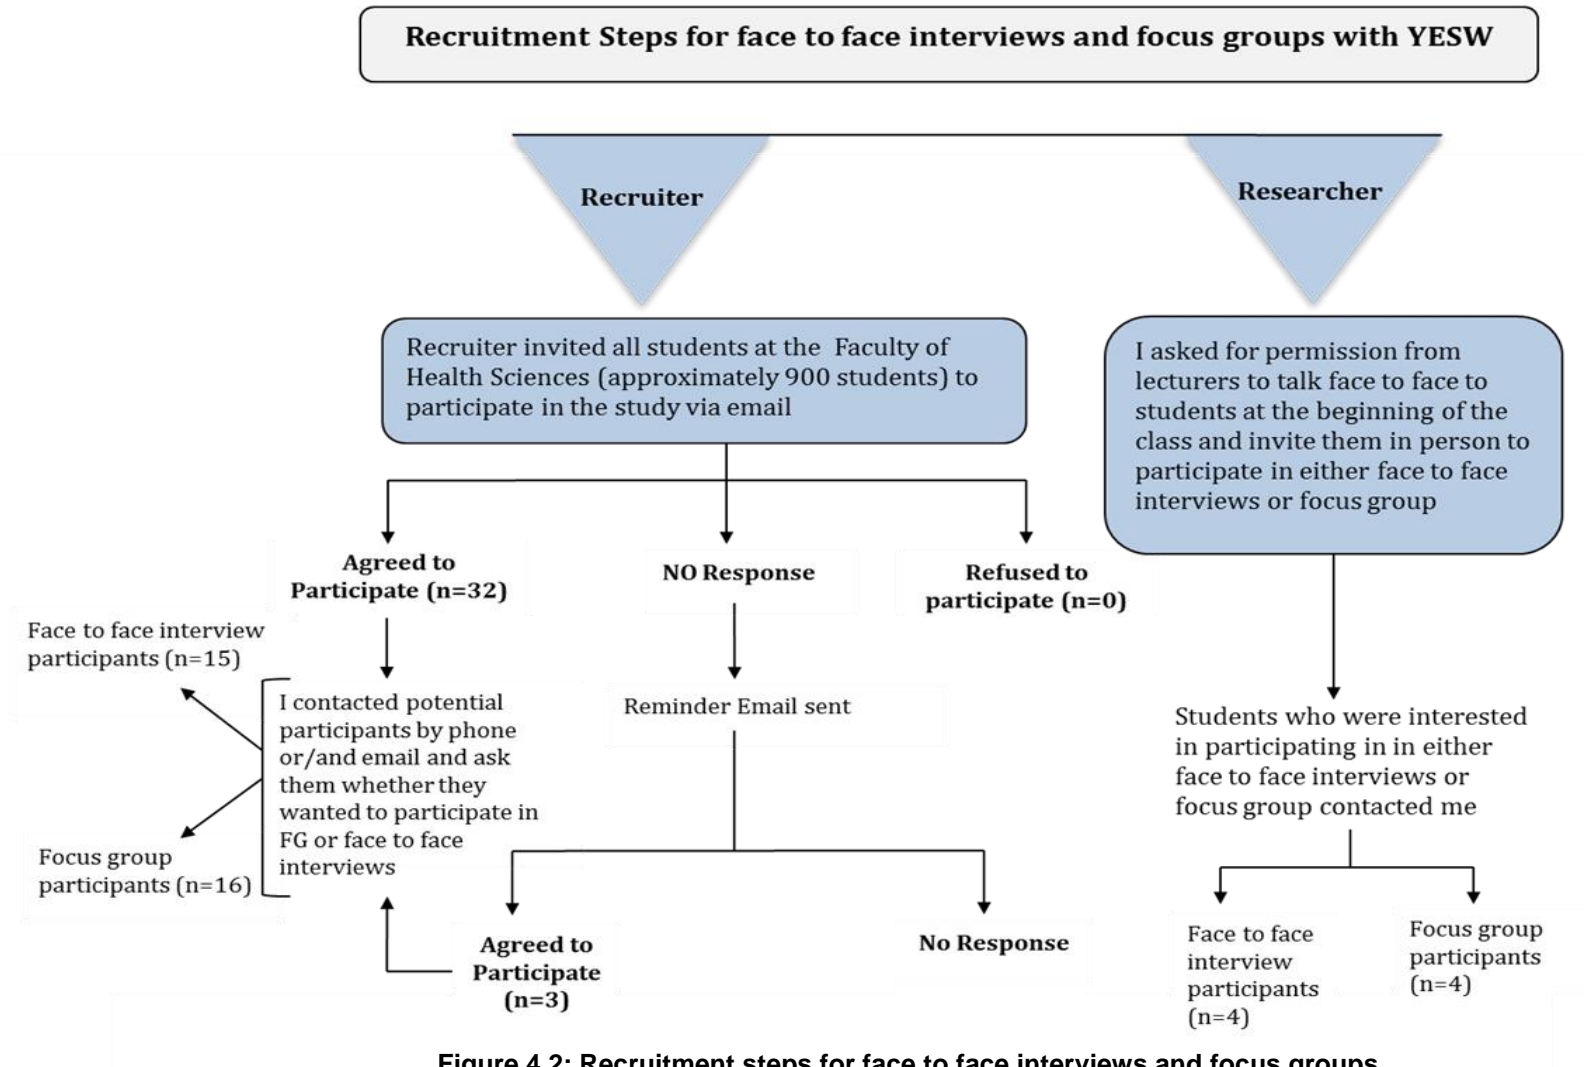 Recruitment Steps for face to face interviews and focus groups with YESW
Recruiter
Researcher
Recruiter invited all students at the Faculty of
Health Sciences (approximately 900 students) to
participate in the study via email
I asked for permission from
lecturers to talk face to face to
students at the beginning of the
class and invite them in person to
participate in either face to face
interviews or focus group
Agreed to
Participate (n=32)
NO Response
Refused to
participate (n=0)
Face to face interview
participants (n=15)
I contacted potential
participants by phone
or/and email and ask
them whether they
wanted to participate in
FG or face to face
interviews
Focus group
participants (n=16)
Reminder Email sent
Agreed to
Participate
(n=3)
No Response
Students who were interested
in participating in in either
face to face interviews or
focus group contacted me
Face to face
interview
participants
(n=4)
Focus group
participants
(n=4)
Figure 4.2: Recruitment steps for face to face interviews and focus groups